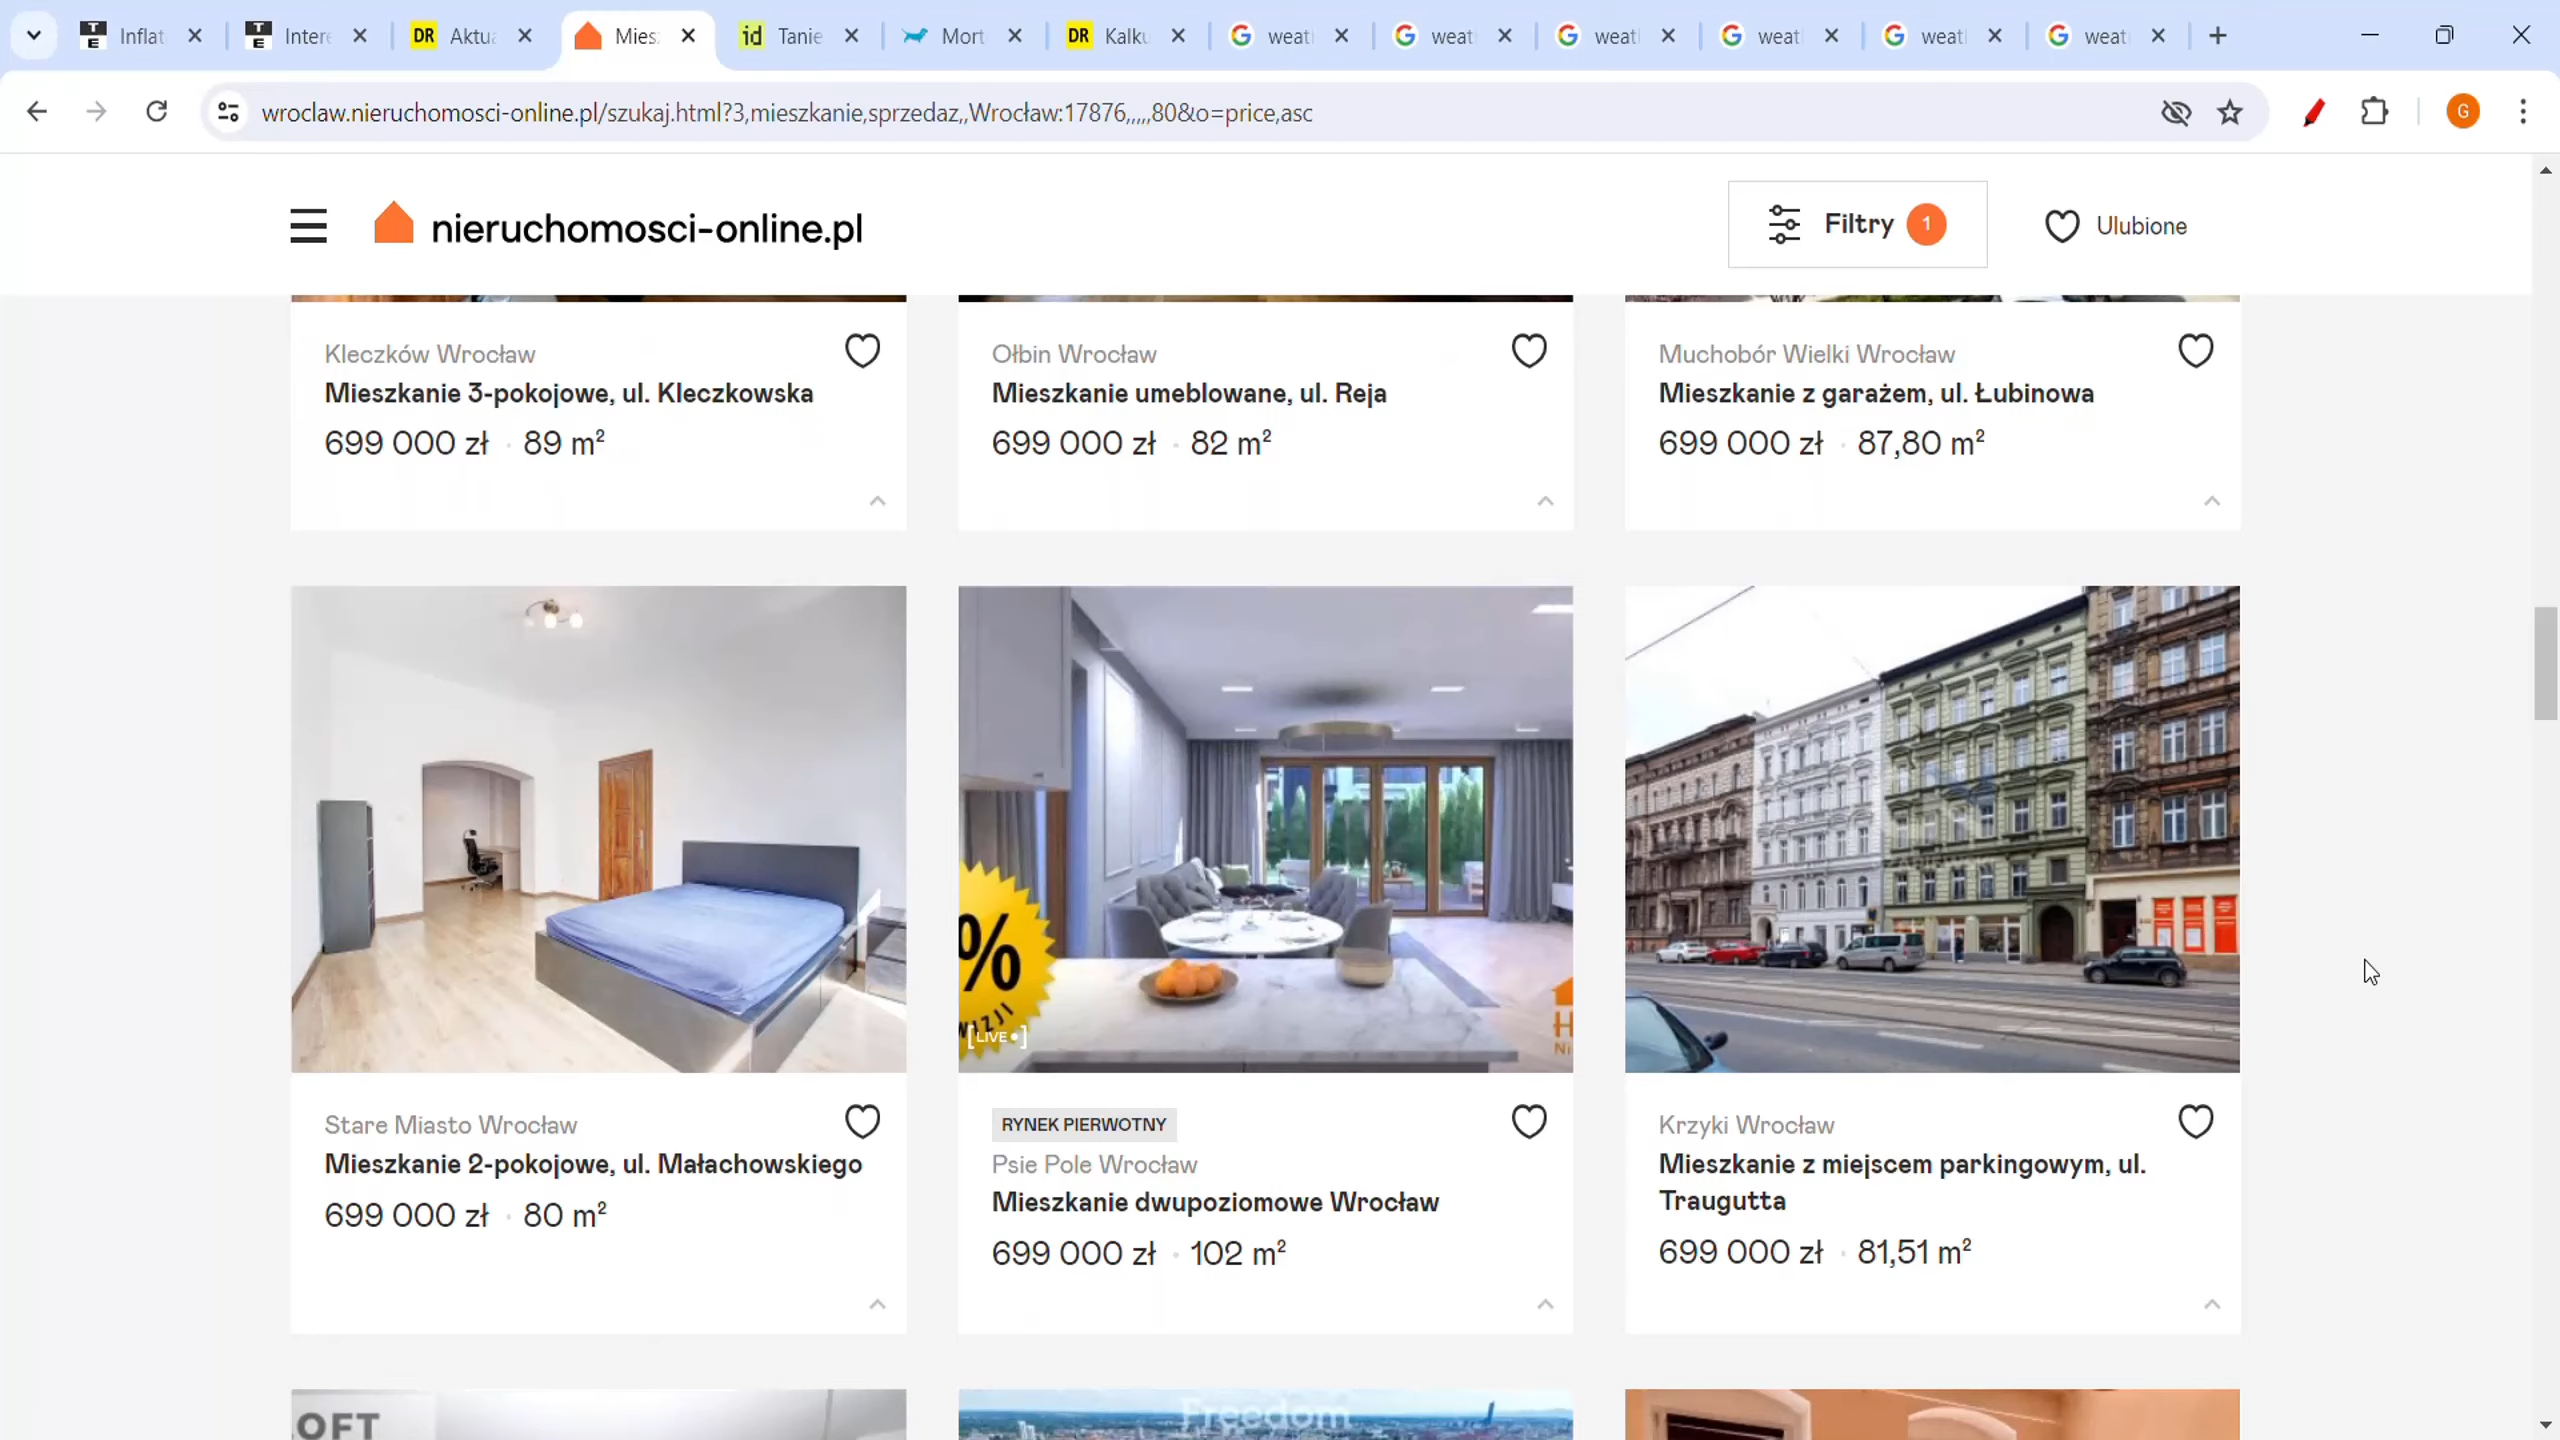 Inflat
Inter
DR Aktua
Miesz
id Tanie
Mort
DR Kalku
weat
weat
weat
weat
weat
weat
wroclaw.nieruchomosci-online.pl/szukaj.html?3,mieszkanie,sprzedaz,,Wrocław:17876,,,,,80&o=price,asc
G
nieruchomosci-online.pl
Filtry 1
Ulubione
Kleczków Wrocław
Mieszkanie 3-pokojowe, ul. Kleczkowska
699 000 zł · 89 m²
Ołbin Wrocław
Mieszkanie umeblowane, ul. Reja
699 000 zł · 82 m²
Muchobór Wielki Wrocław
Mieszkanie z garażem, ul. Łubinowa
699 000 zł · 87,80 m²
%
[LIVE•]
Stare Miasto Wrocław
Mieszkanie 2-pokojowe, ul. Małachowskiego
699 000 zł · 80 m²
RYNEK PIERWOTNY
Psie Pole Wrocław
Mieszkanie dwupoziomowe Wrocław
699 000 zł · 102 m²
Krzyki Wrocław
Mieszkanie z miejscem parkingowym, ul.
Traugutta
699 000 zł · 81,51 m²
OFT
Freedom